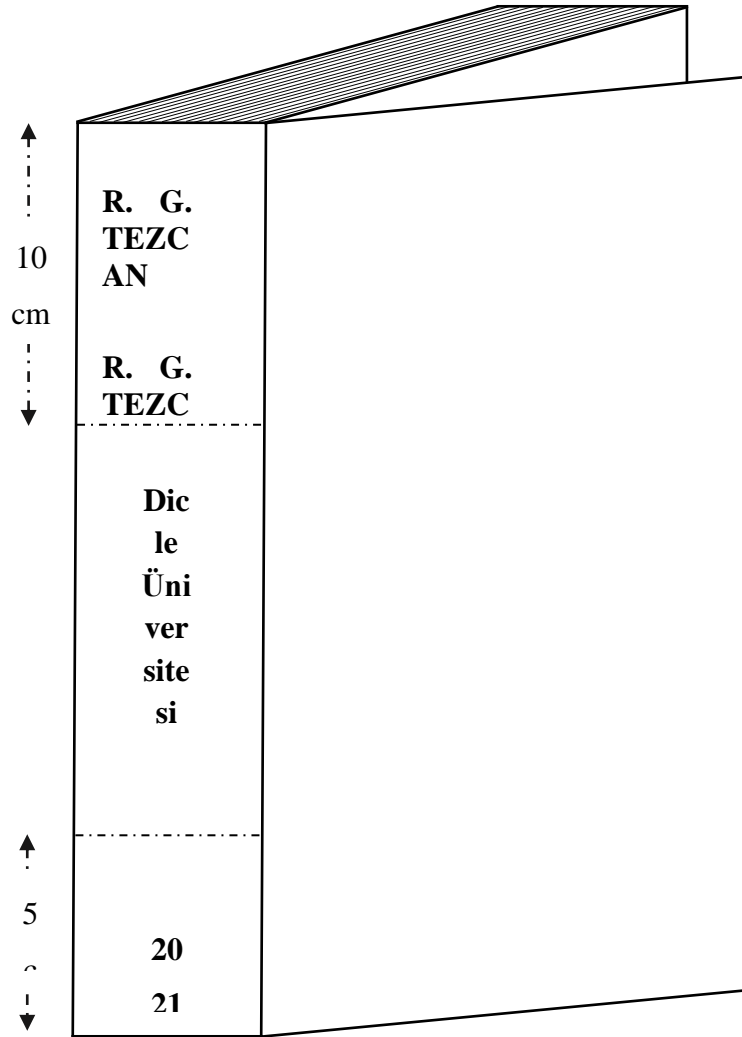 R. G.
TEZC
AN
R. G.
TEZC
10
cm
Dic
le
Üni
ver
site
si
5
20
21